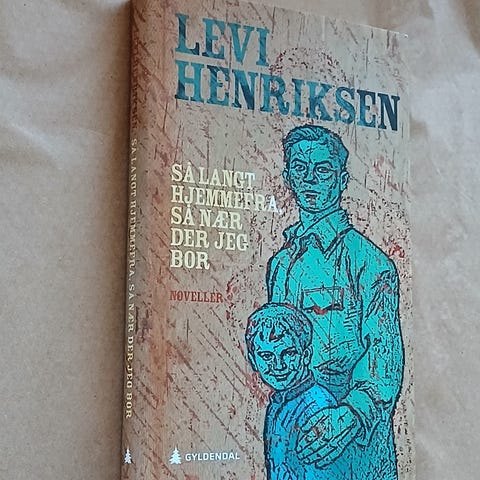 LEVI
HENRIKSEN
SÅ LANGT
HJEMMEFRA,
SÅ NÆR
DER JEG
BOR
NOVELLER
GYLDENDAL
SÅ LANGT HJEMMEFRA, SÅ NÆR DER JEG BOR